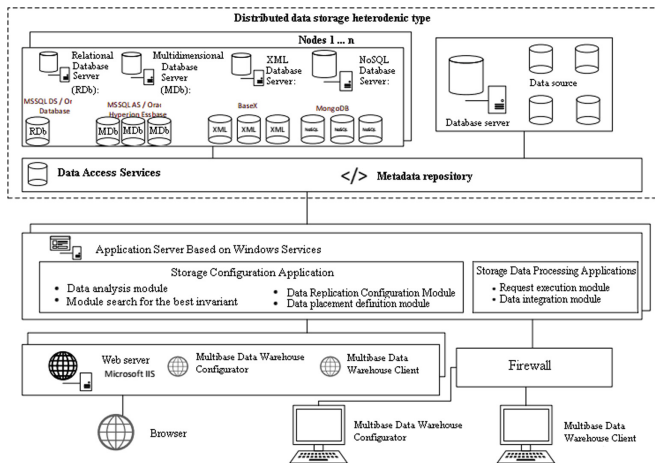 Distributed data storage heterodenic type
Nodes 1 ... n
Relational
Database
Server
(RDb):
Multidimensional
Database
Server
(MDb):
XML
Database
Server:
NoSQL
Database
Server:
MSSQL DS / Or
Database
MSSQL AS / Orac
Hyperion Essbase
BaseX
MongoDB
RDb
MDb MDb MDb
XML XML XML
NoSQL NoSQL NoSQL
Database server
Data source
Data Access Services
</> Metadata repository
Application Server Based on Windows Services
Storage Configuration Application
• Data analysis module
• Module search for the best invariant
• Data Replication Configuration Module
• Data placement definition module
Storage Data Processing Applications
• Request execution module
• Data integration module
Web server
Microsoft IIS
Multibase Data Warehouse
Configurator
Multibase Data
Warehouse Client
Firewall
Browser
Multibase Data Warehouse
Configurator
Multibase Data
Warehouse Client